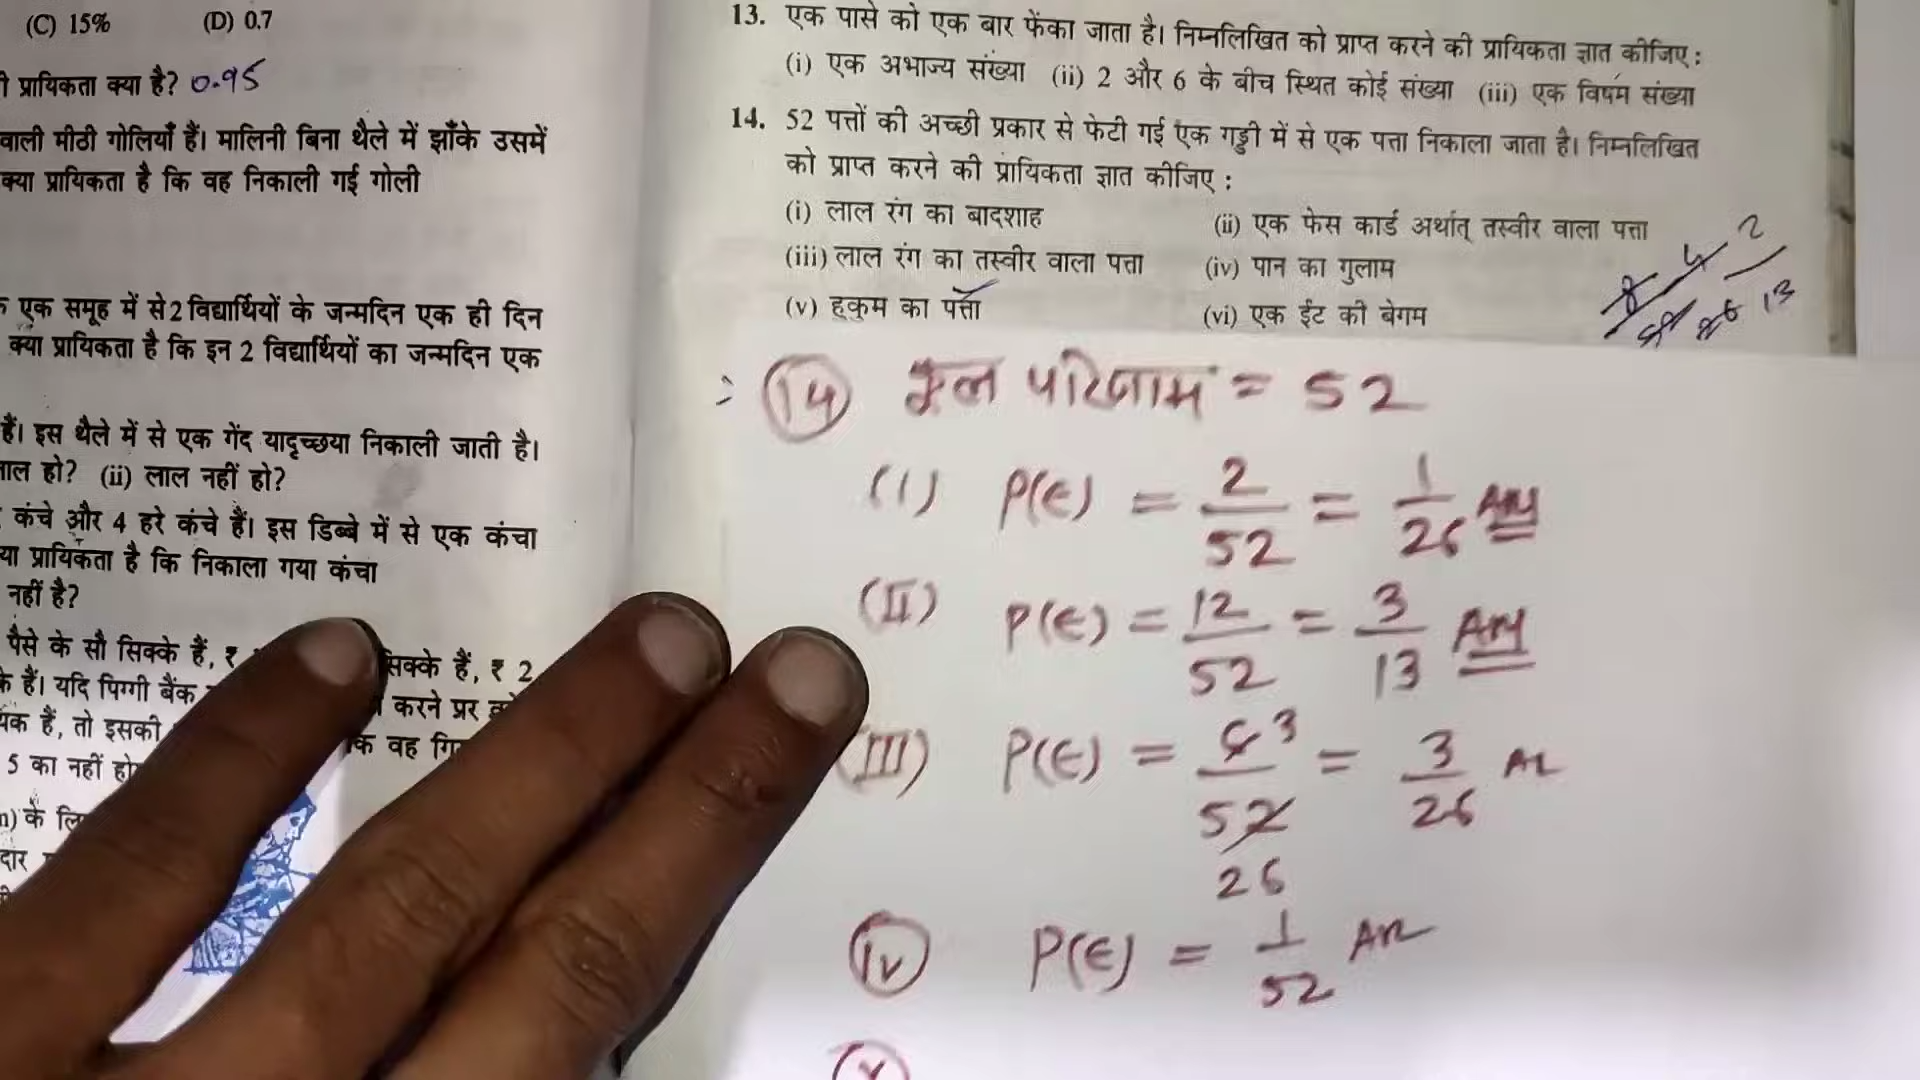 (C) 15% (D) 0.7
प्रायिकता क्या है? 0.95
वाली मीठी गोलियाँ हैं। मालिनी बिना थैले में झाँके उसमें
क्या प्रायिकता है कि वह निकाली गई गोली
एक समूह में से 2 विद्यार्थियों के जन्मदिन एक ही दिन
क्या प्रायिकता है कि इन 2 विद्यार्थियों का जन्मदिन एक
हैं। इस थैले में से एक गेंद यादृच्छया निकाली जाती है।
हो? (ii) लाल नहीं हो?
कंचे और 4 हरे कंचे हैं। इस डिब्बे में से एक कंचा
प्रायिकता है कि निकाला गया कंचा
नहीं है?
पैसे के सौ सिक्के हैं, ₹ सिक्के हैं, ₹ 2
हैं। यदि पिग्गी बैंक करने पर
हैं, तो इसकी कि वह
5 का नहीं
के
13. एक पासे को एक बार फेंका जाता है। निम्नलिखित को प्राप्त करने की प्रायिकता ज्ञात कीजिए :
(i) एक अभाज्य संख्या (ii) 2 और 6 के बीच स्थित कोई संख्या (iii) एक विषम संख्या
14. 52 पत्तों की अच्छी प्रकार से फेटी गई एक गड्डी में से एक पत्ता निकाला जाता है। निम्नलिखित
को प्राप्त करने की प्रायिकता ज्ञात कीजिए :
(i) लाल रंग का बादशाह (ii) एक फेस कार्ड अर्थात् तस्वीर वाला पत्ता
(iii) लाल रंग का तस्वीर वाला पत्ता (iv) पान का गुलाम
(v) हुकुम का पत्ता (vi) एक ईंट की बेगम
2
13
14 कुल परिणाम = 52
(I) P(E) = 2/52 = 1/26 Ans
(II) P(E) = 12/52 = 3/13 Ans
(III) P(E) = 6 3/52 26 = 3/26
(iv) P(E) = 1/52
(v)